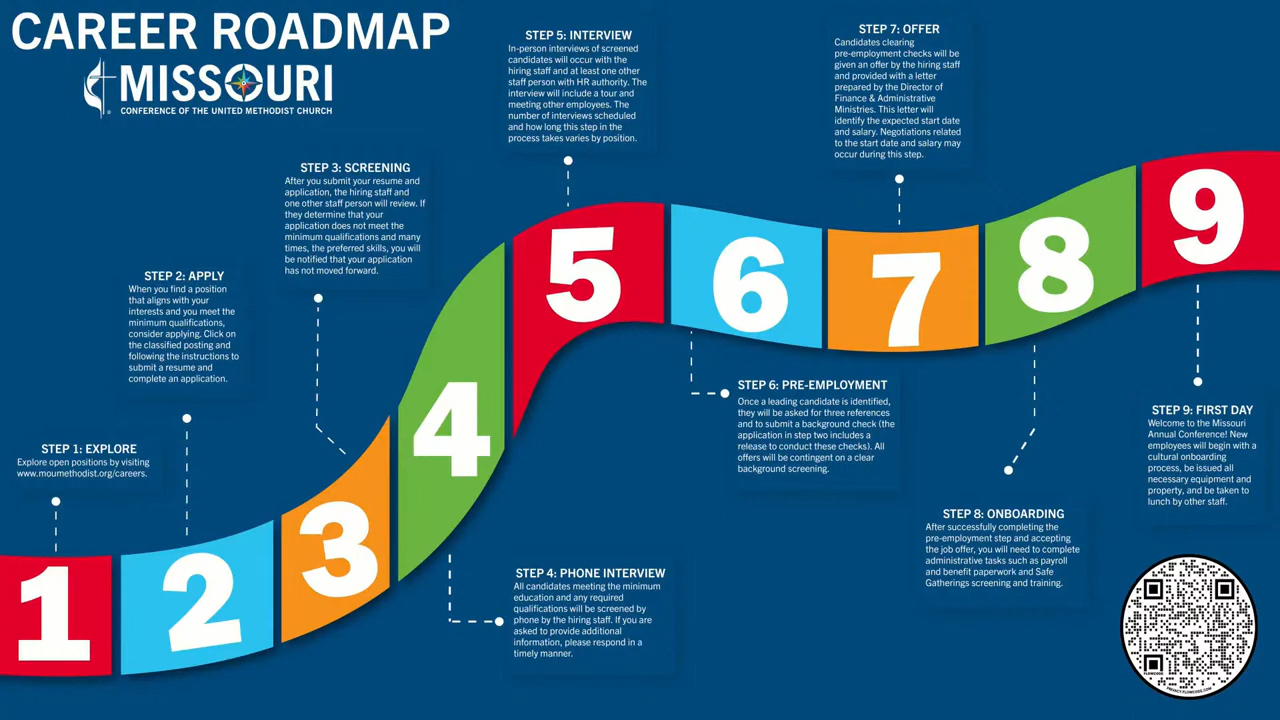 CAREER ROADMAP
MISSOURI
CONFERENCE OF THE UNITED METHODIST CHURCH
STEP 1: EXPLORE
Explore open positions by visiting
www.moumethodist.org/careers.
STEP 2: APPLY
When you find a position
that aligns with your
interests and you meet the
minimum qualifications,
consider applying. Click on
the classified posting and
following the instructions to
submit a resume and
complete an application.
STEP 3: SCREENING
After you submit your resume and
application, the hiring staff and
one other staff person will review. If
they determine that your
application does not meet the
minimum qualifications and many
times, the preferred skills, you will
be notified that your application
has not moved forward.
STEP 4: PHONE INTERVIEW
All candidates meeting the minimum
education and any required
qualifications will be screened by
phone by the hiring staff. If you are
asked to provide additional
information, please respond in a
timely manner.
STEP 5: INTERVIEW
In-person interviews of screened
candidates will occur with the
hiring staff and at least one other
staff person with HR authority. The
interview will include a tour and
meeting other employees. The
number of interviews scheduled
and how long this step in the
process takes varies by position.
STEP 6: PRE-EMPLOYMENT
Once a leading candidate is identified,
they will be asked for three references
and to submit a background check (the
application in step two includes a
release to conduct these checks). All
offers will be contingent on a clear
background screening.
STEP 7: OFFER
Candidates clearing
pre-employment checks will be
given an offer by the hiring staff
and provided with a letter
prepared by the Director of
Finance & Administrative
Ministries. This letter will
identify the expected start date
and salary. Negotiations related
to the start date and salary may
occur during this step.
STEP 8: ONBOARDING
After successfully completing the
pre-employment step and accepting
the job offer, you will need to complete
administrative tasks such as payroll
and benefit paperwork and Safe
Gatherings screening and training.
STEP 9: FIRST DAY
Welcome to the Missouri
Annual Conference! New
employees will begin with a
cultural onboarding
process, be issued all
necessary equipment and
property, and be taken to
lunch by other staff.
1
2
3
4
5
6
7
8
9
FLOWCODE
PRIVACY.FLOWCODE.COM